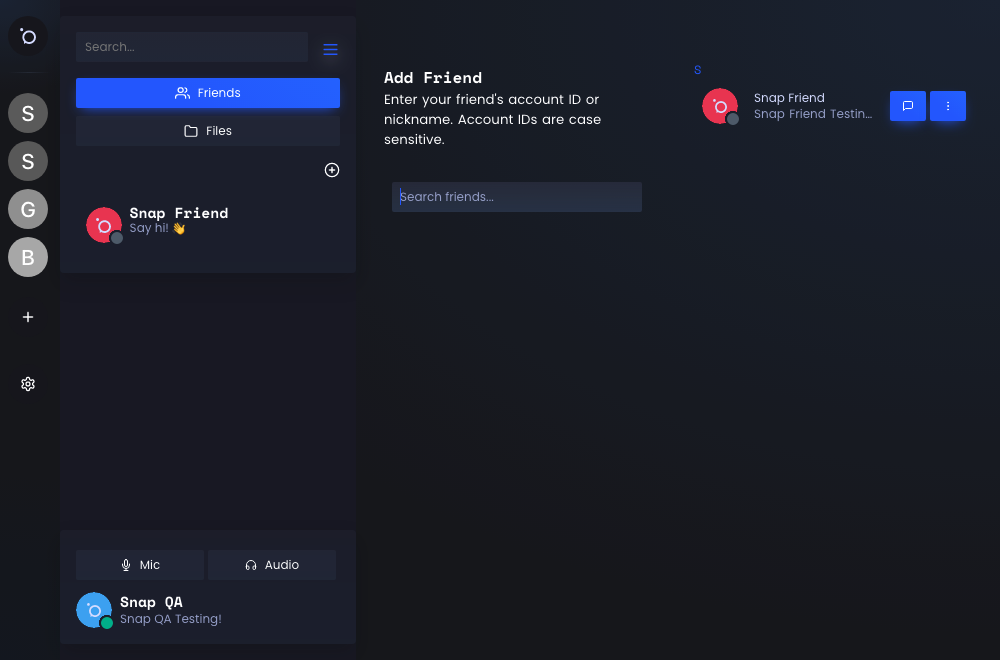 S
S
G
B
Search...
Friends
Files
Snap Friend
Say hi! 👋
Mic
Audio
Snap QA
Snap QA Testing!
Add Friend
Enter your friend's account ID or
nickname. Account IDs are case
sensitive.
Search friends...
S
Snap Friend
Snap Friend Testin...